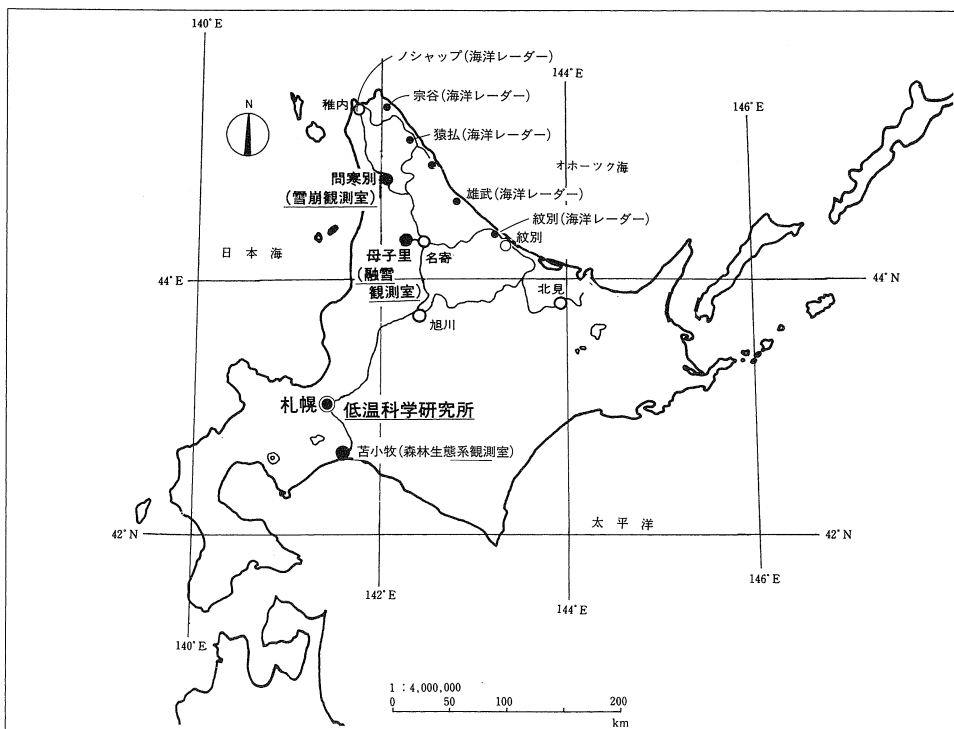 140°E
ノシャップ(海洋レーダー)
144°E
146°E
稚内
宗谷(海洋レーダー)
N
猿払(海洋レーダー)
オホーツク海
問寒別
(雪崩観測室)
雄武(海洋レーダー)
紋別(海洋レーダー)
紋別
日本海
母子里
名寄
(融雪
観測室)
44°E
44°N
北見
旭川
札幌
低温科学研究所
苫小牧(森林生態系観測室)
太平洋
42°N
42°N
146°E
142°E
144°E
140°E
1:4,000,000
0 50 100 200
km